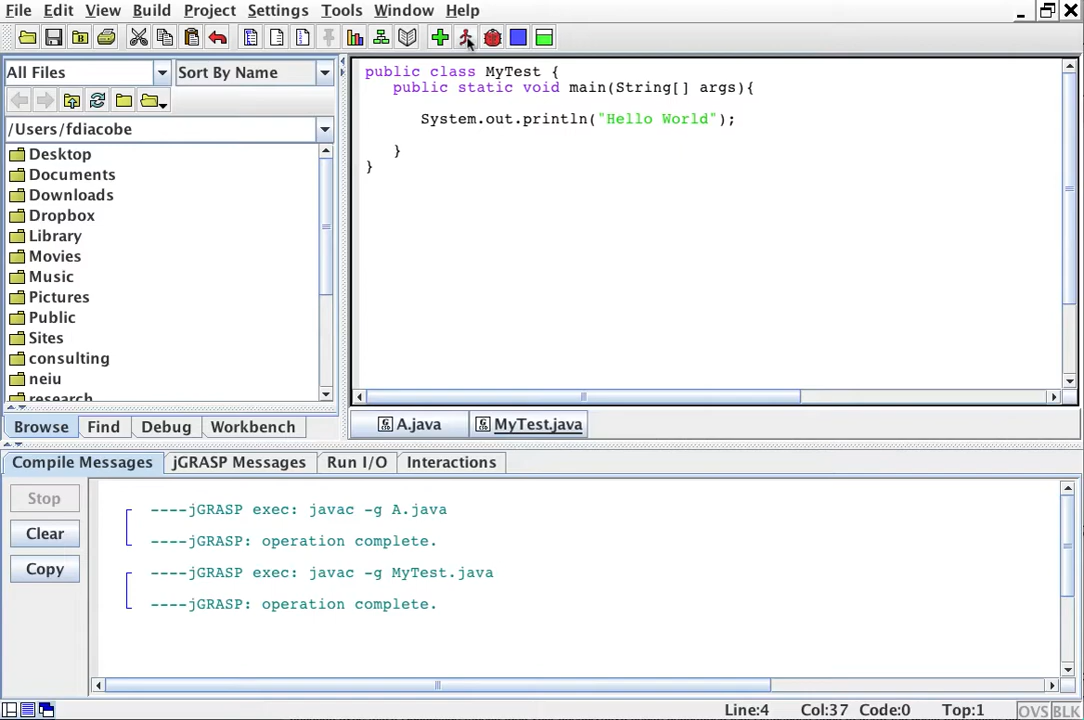 File Edit View Build Project Settings Tools Window Help
All Files Sort By Name
/Users/fdiacobe
Desktop
Documents
Downloads
Dropbox
Library
Movies
Music
Pictures
Public
Sites
consulting
neiu
research
Browse Find Debug Workbench
public class MyTest {
public static void main(String[] args){
System.out.println("Hello World");
}
}
A.java MyTest.java
Compile Messages jGRASP Messages Run I/O Interactions
Stop
Clear
Copy
----jGRASP exec: javac -g A.java
----jGRASP: operation complete.
----jGRASP exec: javac -g MyTest.java
----jGRASP: operation complete.
Line:4 Col:37 Code:0 Top:1 OVS BLK